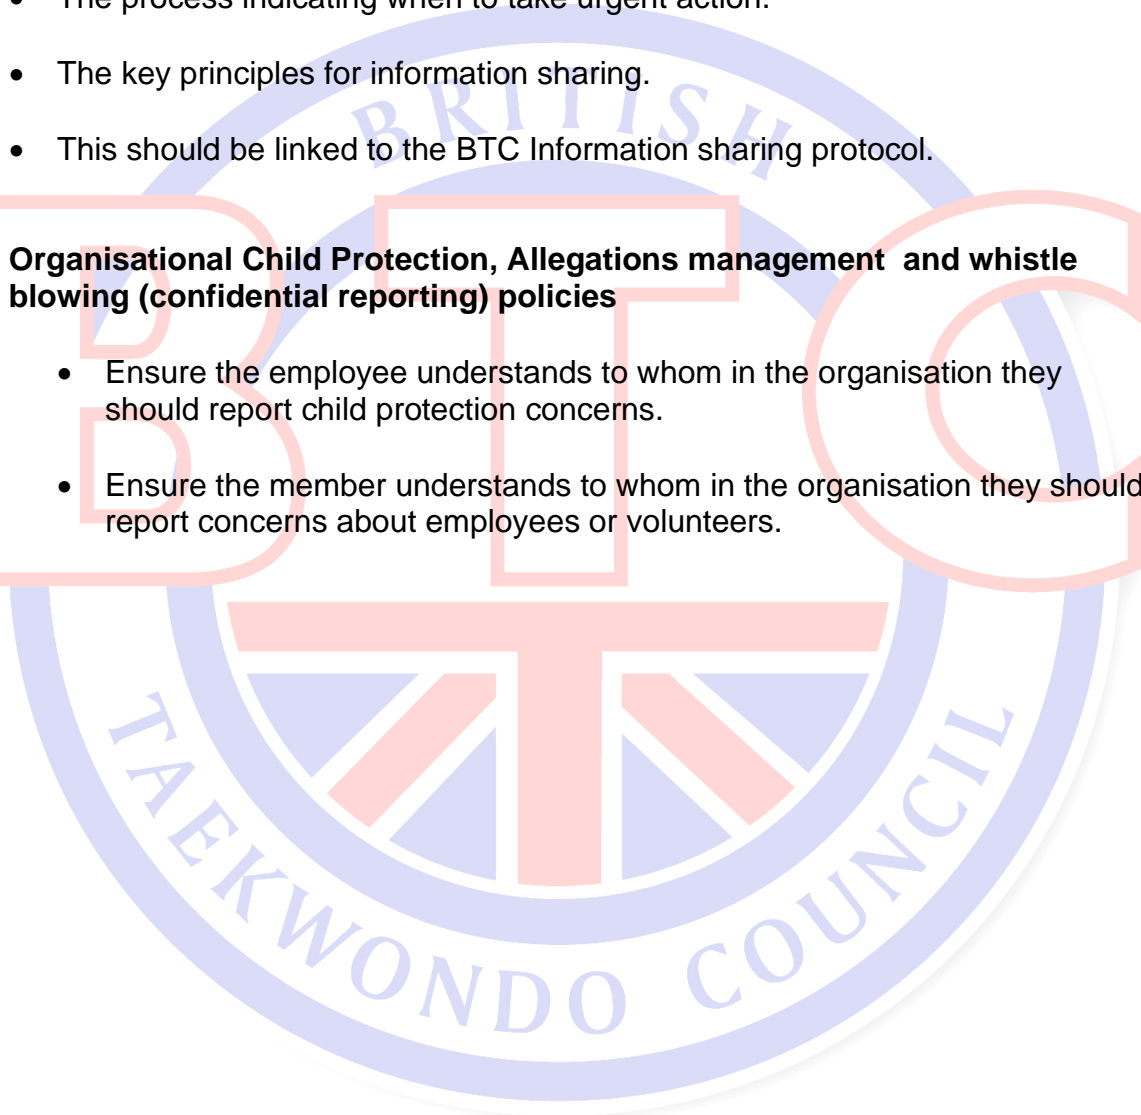 • The process indicating when to take urgent action.
• The key principles for information sharing.
• This should be linked to the BTC Information sharing protocol.
Organisational Child Protection, Allegations management and whistle
blowing (confidential reporting) policies
• Ensure the employee understands to whom in the organisation they
should report child protection concerns.
• Ensure the member understands to whom in the organisation they should
report concerns about employees or volunteers.
BRITISH
BTC
TAEKWONDO COUNCIL